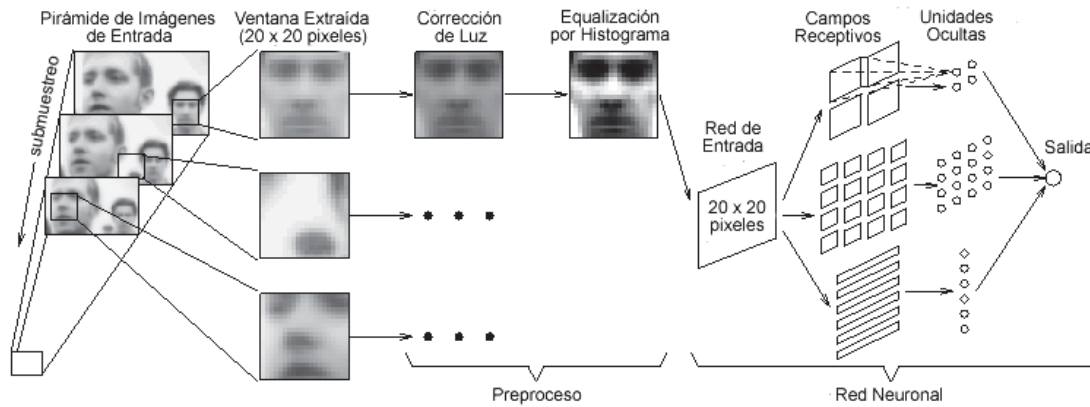 Pirámide de Imágenes
de Entrada
Ventana Extraída
(20 x 20 pixeles)
Corrección
de Luz
Equalización
por Histograma
Campos
Receptivos
Unidades
Ocultas
submuestreo
Red de
Entrada
20 x 20
pixeles
Salida
Preproceso
Red Neuronal